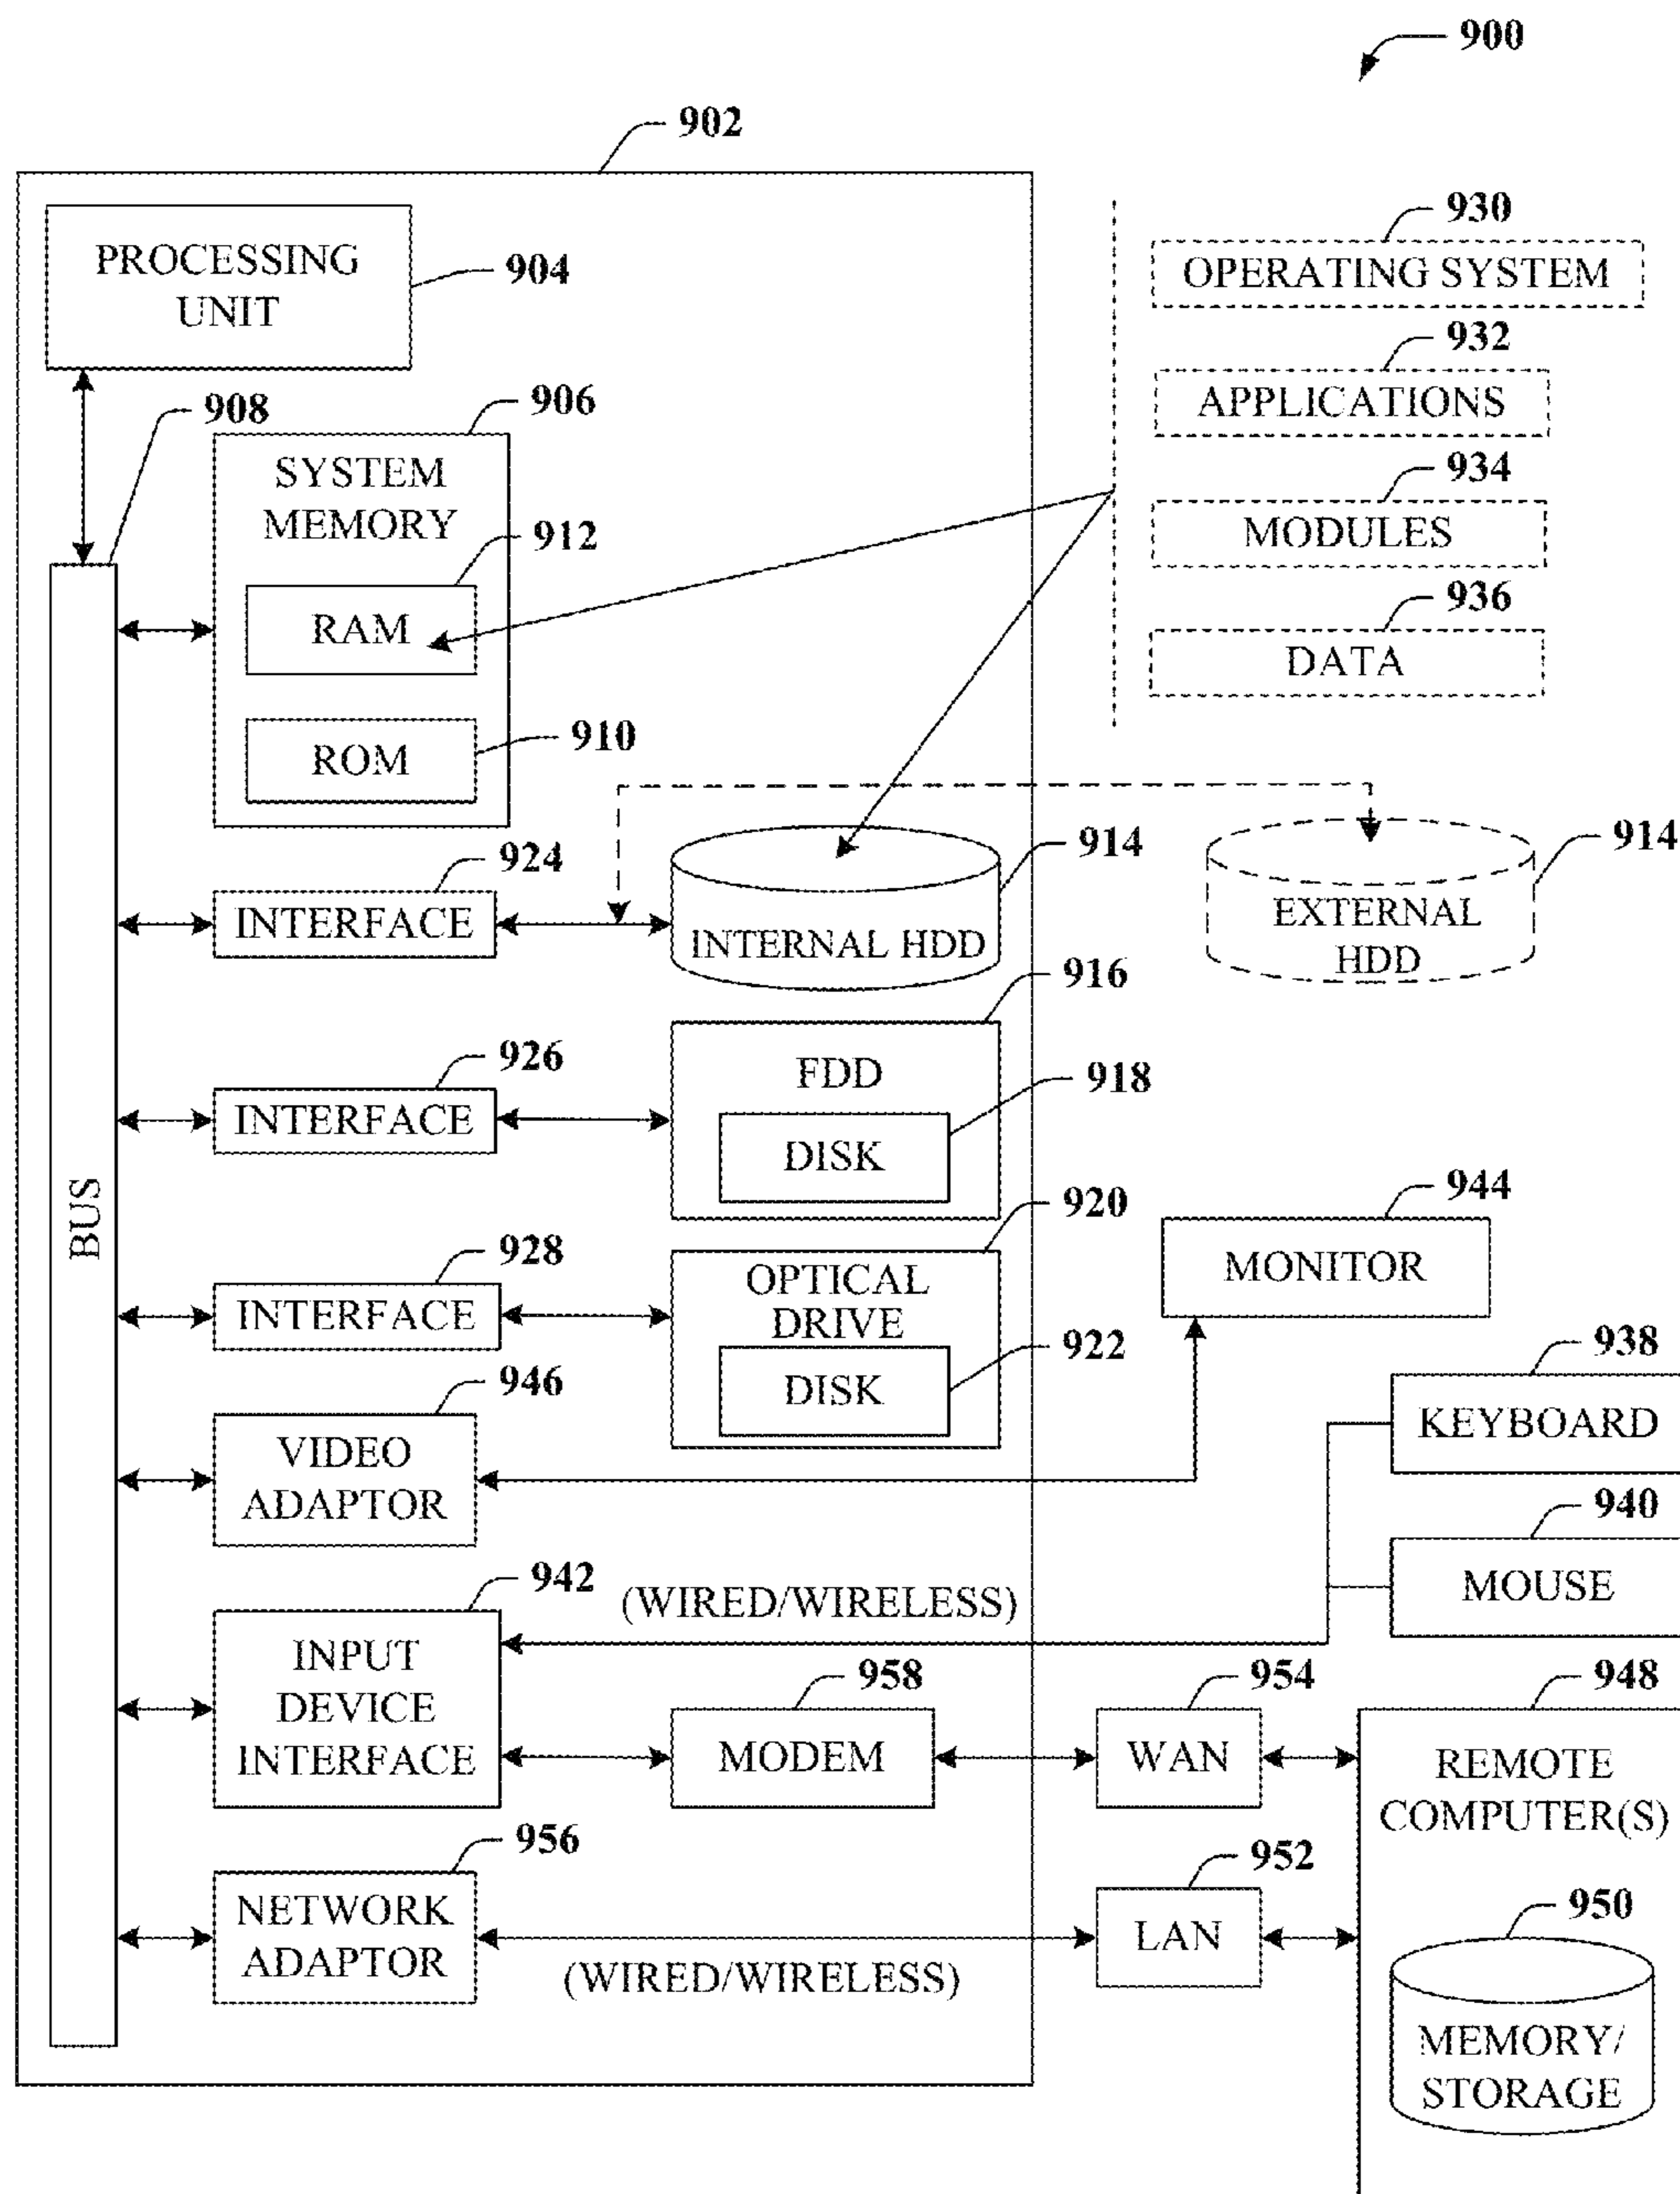 900
902
PROCESSING
UNIT
904
930
OPERATING SYSTEM
932
APPLICATIONS
934
MODULES
936
DATA
908
906
SYSTEM
MEMORY
912
RAM
910
ROM
BUS
924
INTERFACE
914
INTERNAL HDD
914
EXTERNAL
HDD
926
INTERFACE
916
FDD
918
DISK
928
INTERFACE
920
OPTICAL
DRIVE
922
DISK
944
MONITOR
946
VIDEO
ADAPTOR
938
KEYBOARD
940
MOUSE
942
INPUT
DEVICE
INTERFACE
(WIRED/WIRELESS)
958
MODEM
954
WAN
948
REMOTE
COMPUTER(S)
956
NETWORK
ADAPTOR
(WIRED/WIRELESS)
952
LAN
950
MEMORY/
STORAGE